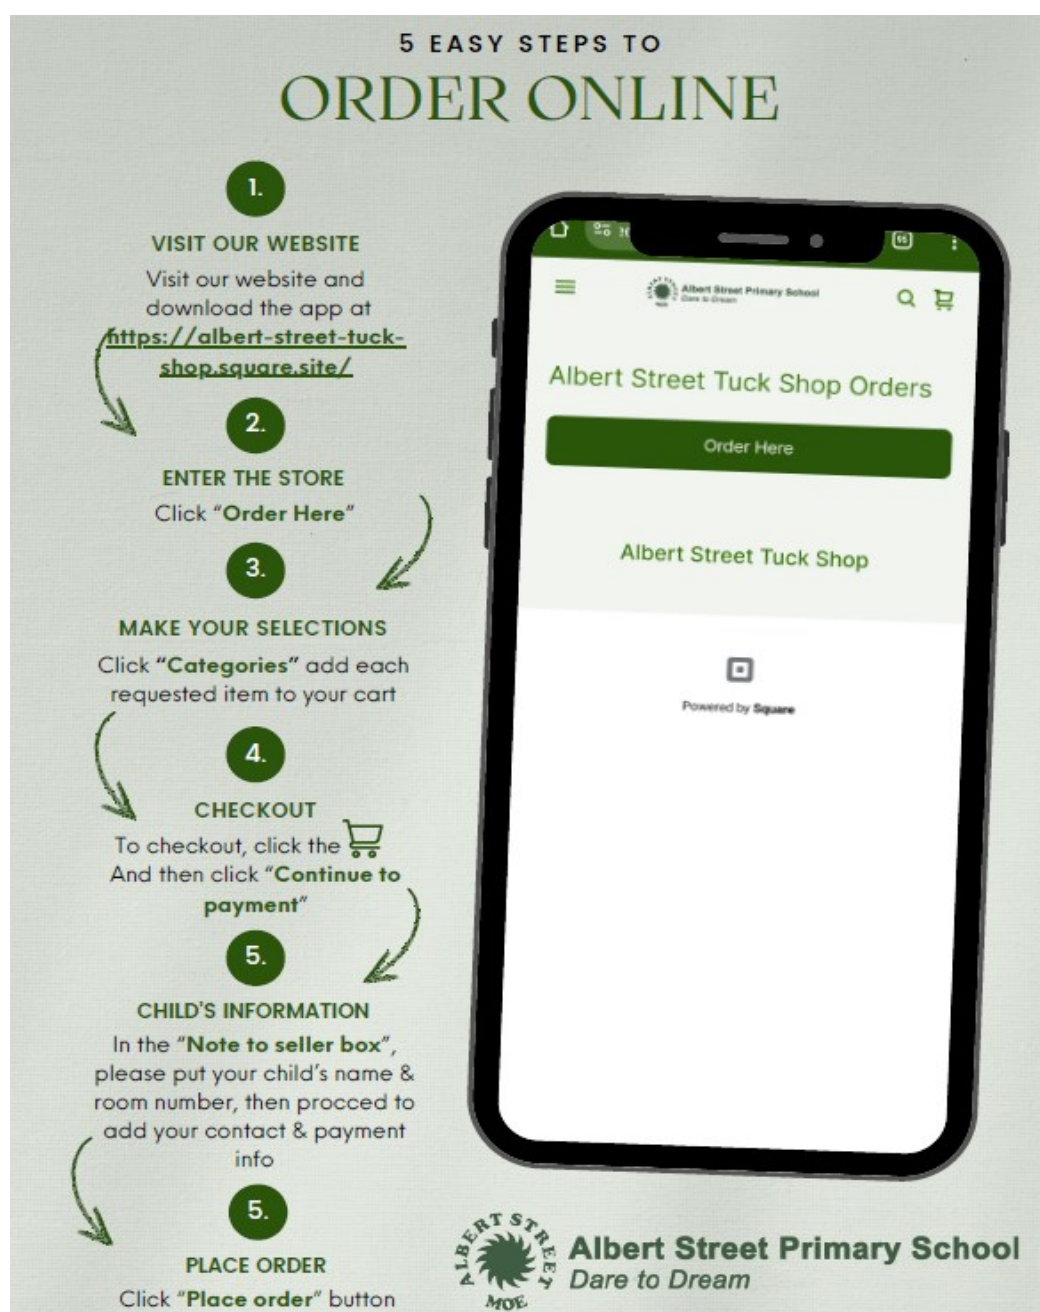 5 EASY STEPS TO
ORDER ONLINE
1.
VISIT OUR WEBSITE
Visit our website and
download the app at
https://albert-street-tuck-
shop.square.site/
2.
ENTER THE STORE
Click "Order Here"
3.
MAKE YOUR SELECTIONS
Click "Categories" add each
requested item to your cart
4.
CHECKOUT
To checkout, click the
And then click "Continue to
payment"
5.
CHILD'S INFORMATION
In the "Note to seller box",
please put your child's name &
room number, then procced to
add your contact & payment
info
5.
PLACE ORDER
Click "Place order" button
Albert Street Primary School
Dare to Dream
Albert Street Tuck Shop Orders
Order Here
Albert Street Tuck Shop
Powered by Square
ALBERT STREET
MOE
Albert Street Primary School
Dare to Dream